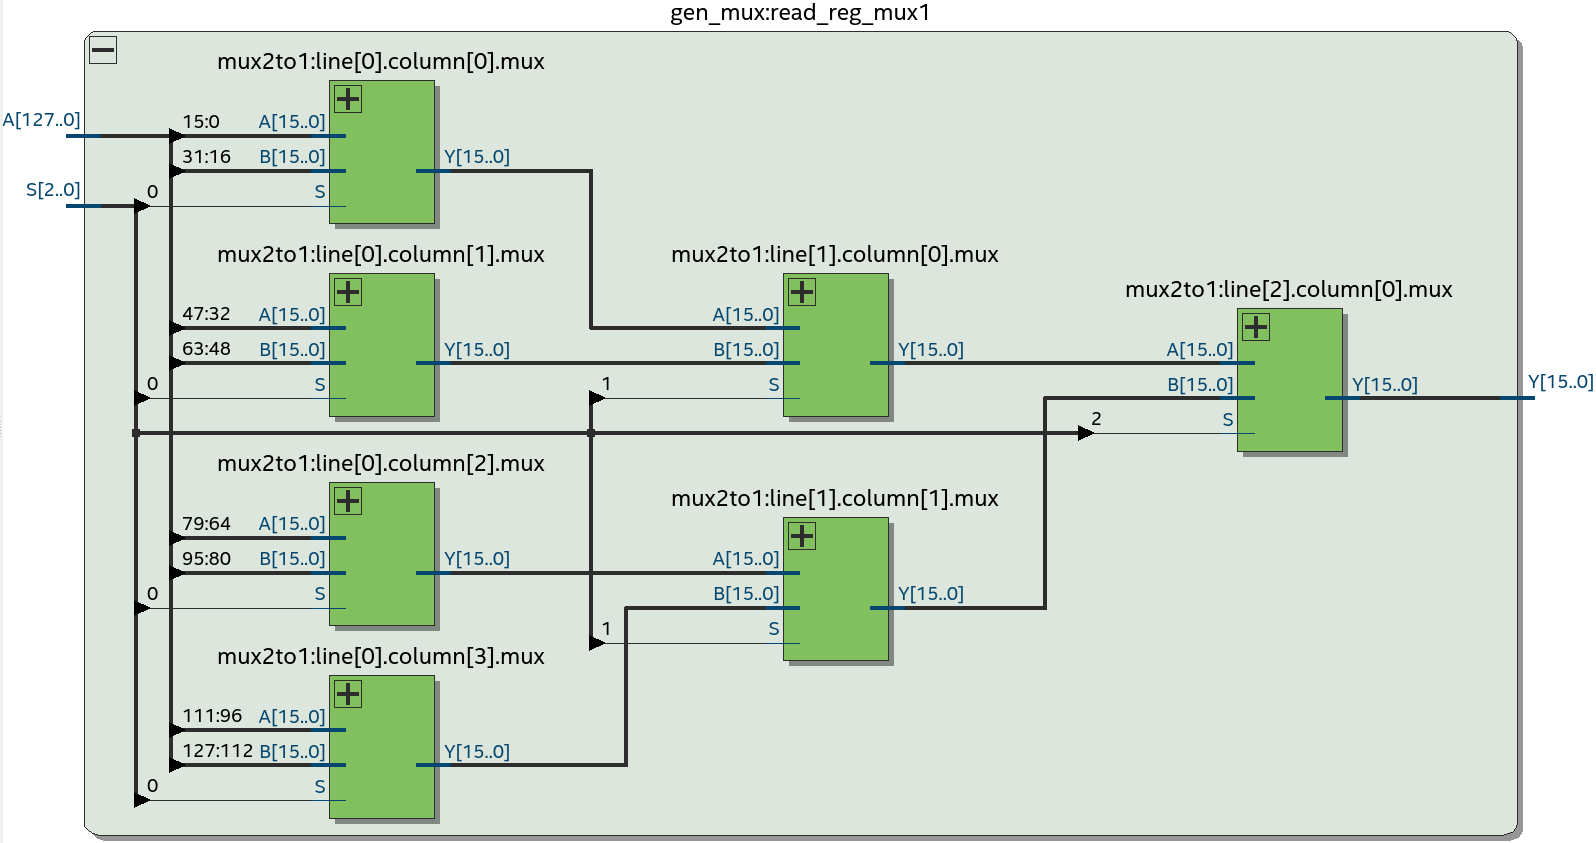 gen_mux:read_reg_mux1
mux2to1:line[0].column[0].mux
A[127..0]
15:0 A[15..0]
31:16 B[15..0] Y[15..0]
S[2..0]
0 S
mux2to1:line[0].column[1].mux
mux2to1:line[1].column[0].mux
mux2to1:line[2].column[0].mux
47:32 A[15..0] A[15..0]
63:48 B[15..0] Y[15..0] B[15..0] Y[15..0] A[15..0]
0 S 1 S B[15..0] Y[15..0] Y[15..0]
2 S
mux2to1:line[0].column[2].mux
mux2to1:line[1].column[1].mux
79:64 A[15..0]
95:80 B[15..0] Y[15..0] A[15..0]
0 S B[15..0] Y[15..0]
1 S
mux2to1:line[0].column[3].mux
111:96 A[15..0]
127:112 B[15..0] Y[15..0]
0 S